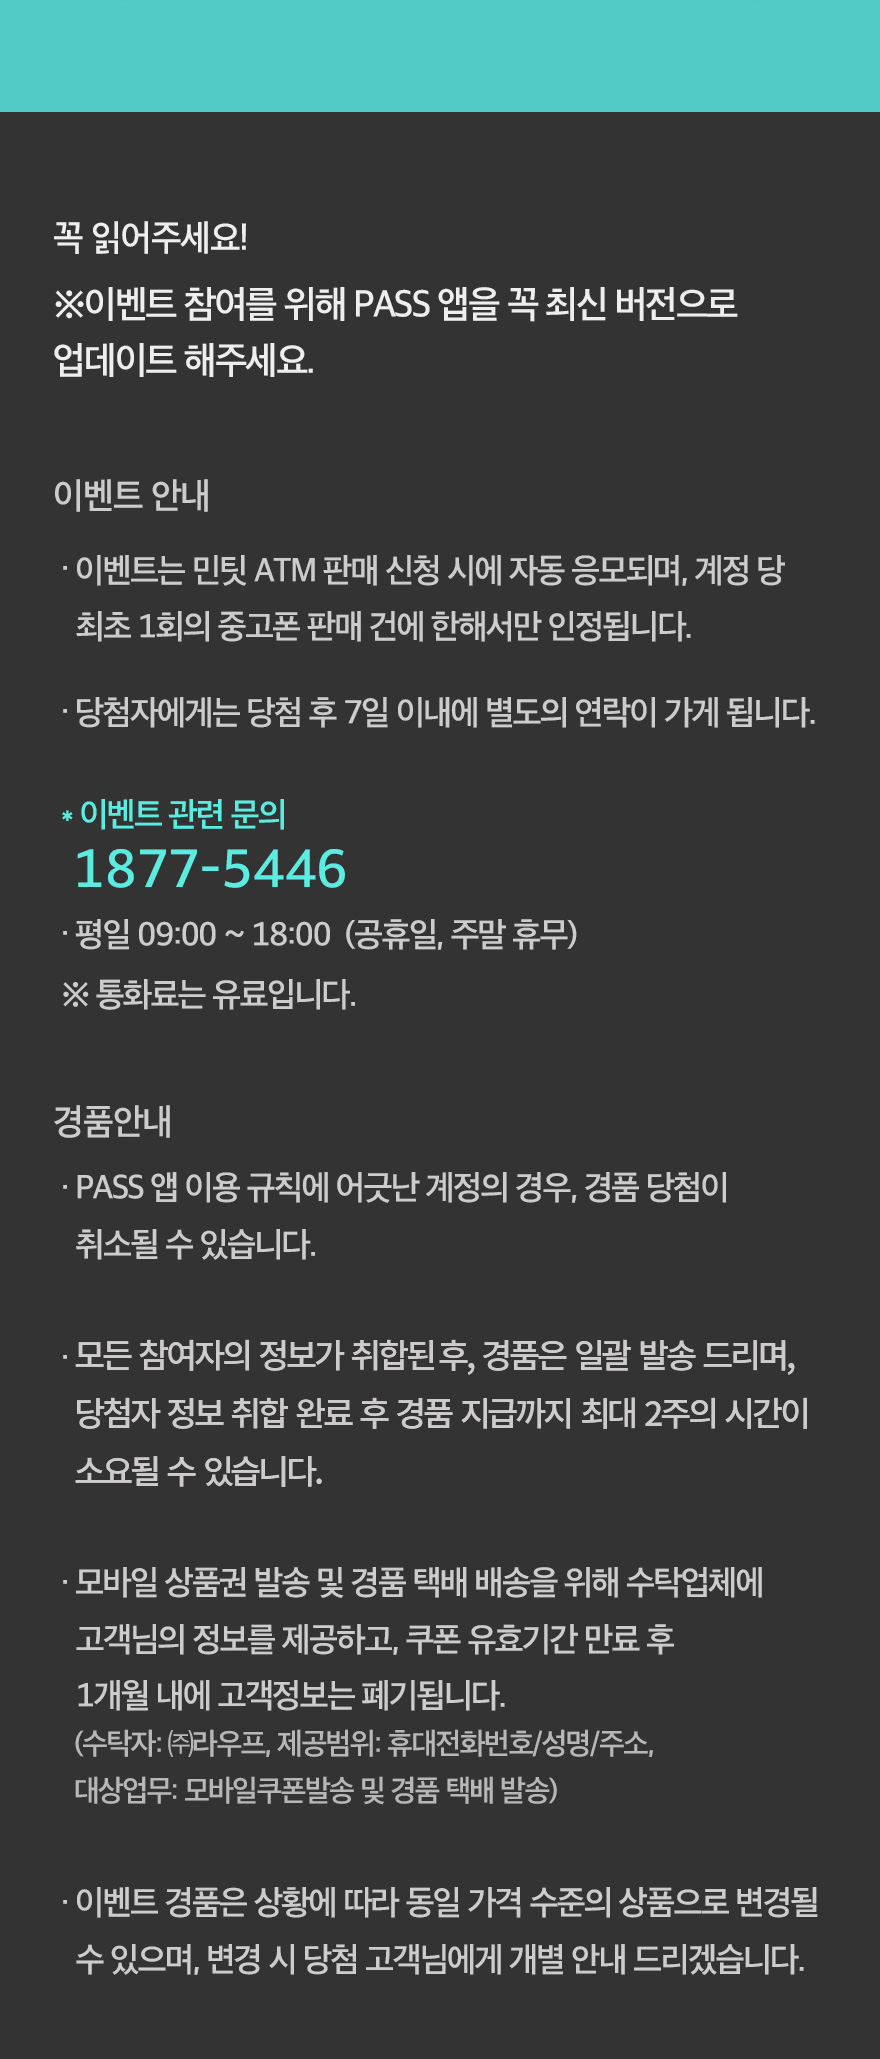 꼭 읽어주세요!
※이벤트 참여를 위해 PASS 앱을 꼭 최신 버전으로
업데이트 해주세요.
이벤트 안내
· 이벤트는 민팃 ATM 판매 신청 시에 자동 응모되며, 계정 당
최초 1회의 중고폰 판매 건에 한해서만 인정됩니다.
· 당첨자에게는 당첨 후 7일 이내에 별도의 연락이 가게 됩니다.
* 이벤트 관련 문의
1877-5446
· 평일 09:00 ~ 18:00 (공휴일, 주말 휴무)
※ 통화료는 유료입니다.
경품안내
· PASS 앱 이용 규칙에 어긋난 계정의 경우, 경품 당첨이
취소될 수 있습니다.
· 모든 참여자의 정보가 취합된 후, 경품은 일괄 발송 드리며,
당첨자 정보 취합 완료 후 경품 지급까지 최대 2주의 시간이
소요될 수 있습니다.
· 모바일 상품권 발송 및 경품 택배 배송을 위해 수탁업체에
고객님의 정보를 제공하고, 쿠폰 유효기간 만료 후
1개월 내에 고객정보는 폐기됩니다.
(수탁자: ㈜라우프, 제공범위: 휴대전화번호/성명/주소,
대상업무: 모바일쿠폰발송 및 경품 택배 발송)
· 이벤트 경품은 상황에 따라 동일 가격 수준의 상품으로 변경될
수 있으며, 변경 시 당첨 고객님에게 개별 안내 드리겠습니다.